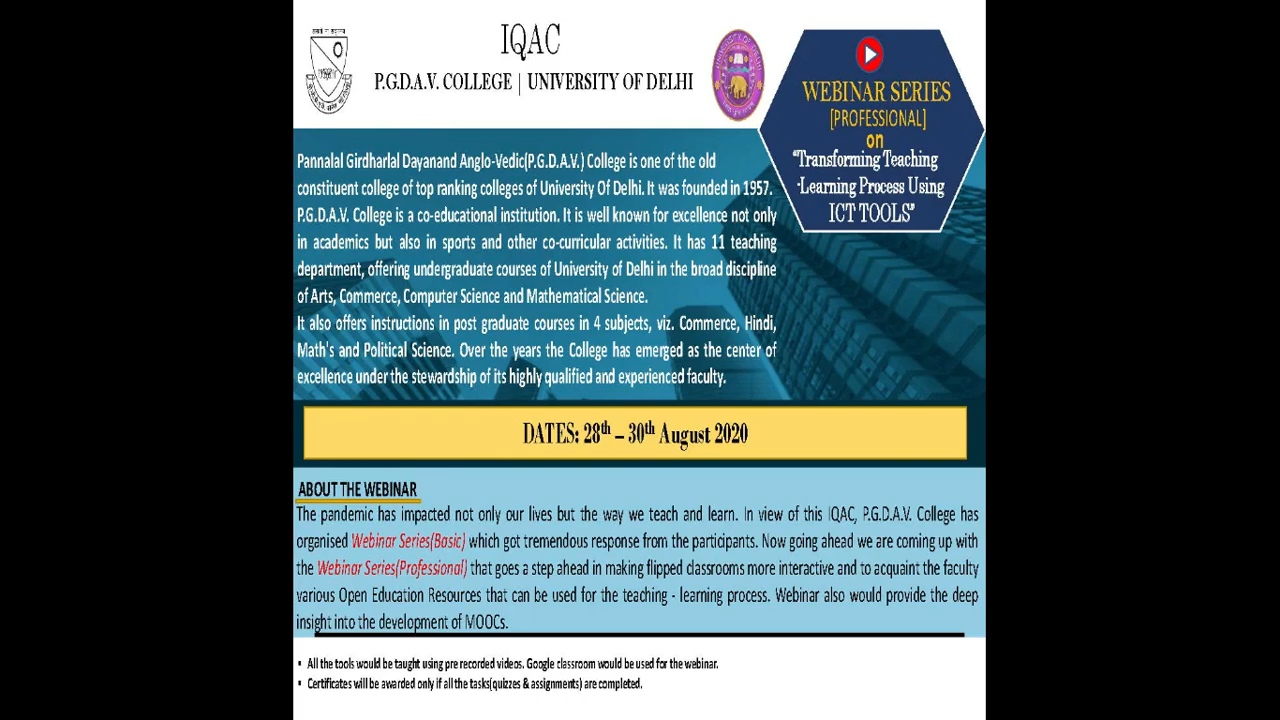 IQAC
P.G.D.A.V. COLLEGE | UNIVERSITY OF DELHI
WEBINAR SERIES
[PROFESSIONAL]
on
“Transforming Teaching
-Learning Process Using
ICT TOOLS”
Pannalal Girdharlal Dayanand Anglo-Vedic(P.G.D.A.V.) College is one of the old
constituent college of top ranking colleges of University Of Delhi. It was founded in 1957.
P.G.D.A.V. College is a co-educational institution. It is well known for excellence not only
in academics but also in sports and other co-curricular activities. It has 11 teaching
department, offering undergraduate courses of University of Delhi in the broad discipline
of Arts, Commerce, Computer Science and Mathematical Science.
It also offers instructions in post graduate courses in 4 subjects, viz. Commerce, Hindi,
Math's and Political Science. Over the years the College has emerged as the center of
excellence under the stewardship of its highly qualified and experienced faculty.
DATES: 28th – 30th August 2020
ABOUT THE WEBINAR
The pandemic has impacted not only our lives but the way we teach and learn. In view of this IQAC, P.G.D.A.V. College has
organised Webinar Series(Basic) which got tremendous response from the participants. Now going ahead we are coming up with
the Webinar Series(Professional) that goes a step ahead in making flipped classrooms more interactive and to acquaint the faculty
various Open Education Resources that can be used for the teaching - learning process. Webinar also would provide the deep
insight into the development of MOOCs.
▪ All the tools would be taught using pre recorded videos. Google classroom would be used for the webinar.
▪ Certificates will be awarded only if all the tasks(quizzes & assignments) are completed.